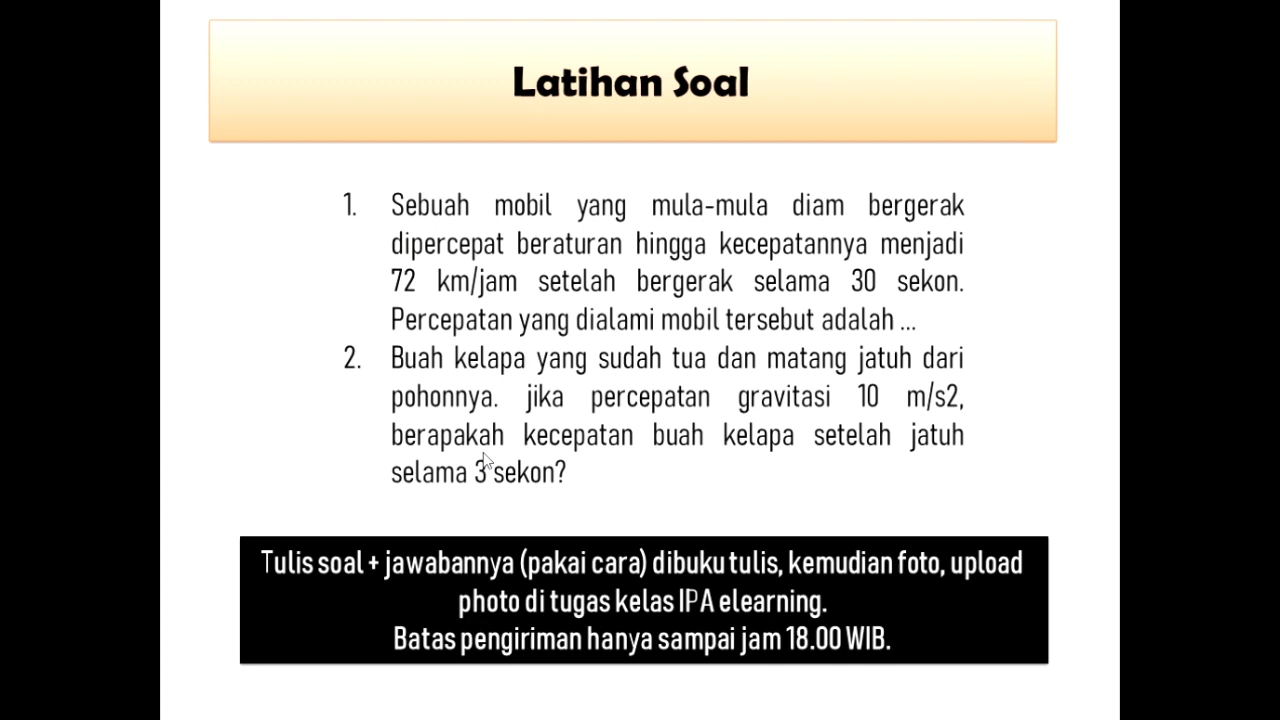 Latihan Soal
1. Sebuah mobil yang mula-mula diam bergerak
dipercepat beraturan hingga kecepatannya menjadi
72 km/jam setelah bergerak selama 30 sekon.
Percepatan yang dialami mobil tersebut adalah ...
2. Buah kelapa yang sudah tua dan matang jatuh dari
pohonnya. jika percepatan gravitasi 10 m/s2,
berapakah kecepatan buah kelapa setelah jatuh
selama 3 sekon?
Tulis soal + jawabannya (pakai cara) dibuku tulis, kemudian foto, upload
photo di tugas kelas IPA elearning.
Batas pengiriman hanya sampai jam 18.00 WIB.